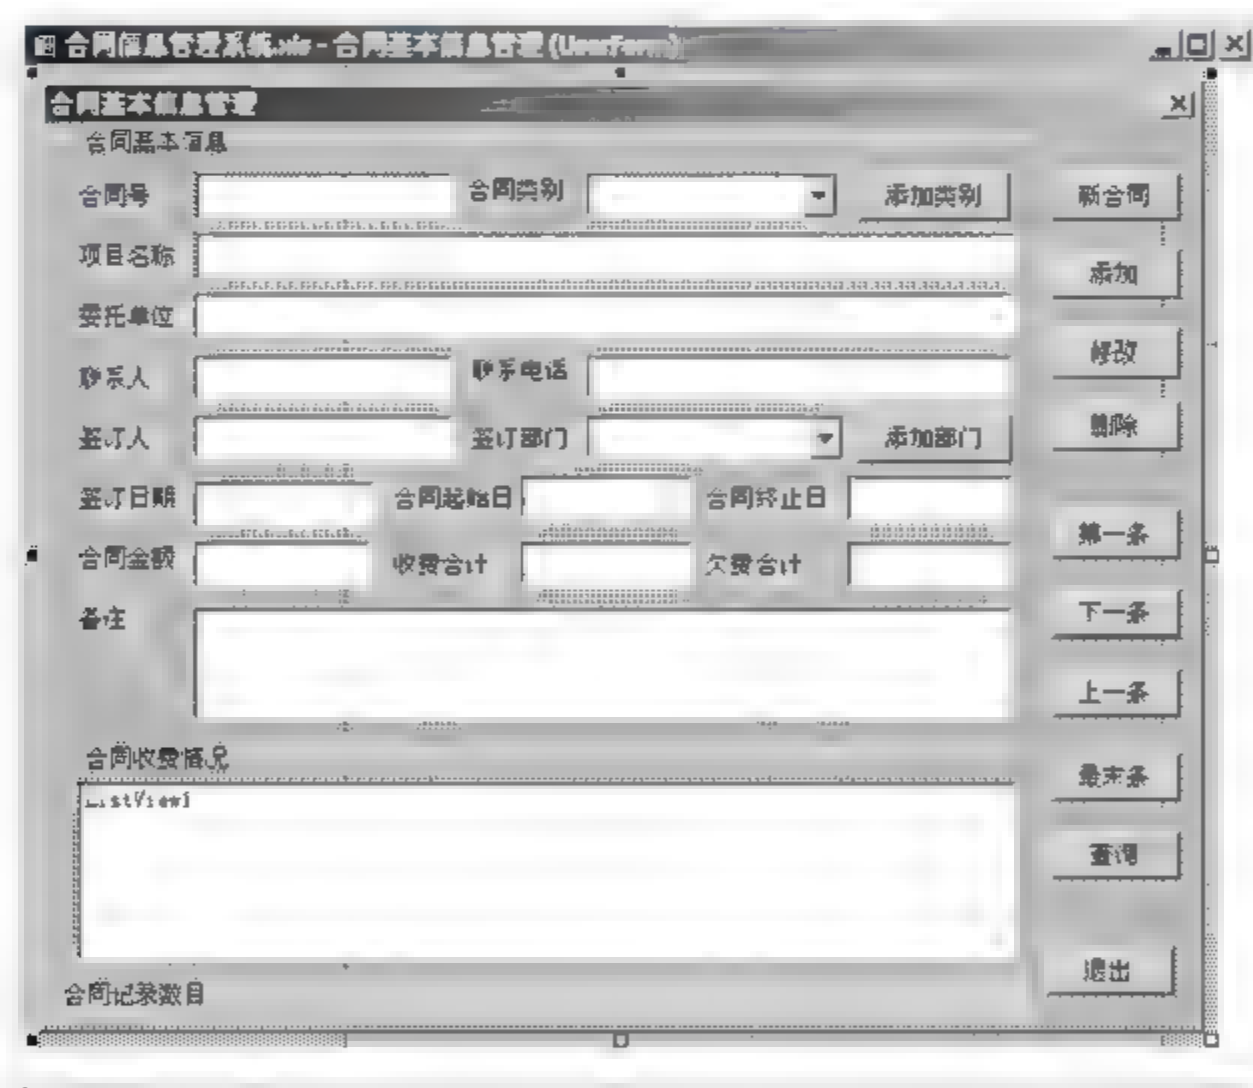 合同信息管理系统.xls - 合同基本信息管理 (UserForm)
合同基本信息管理
合同基本信息
合同号 合同类别 添加类别 新合同
项目名称 添加
委托单位
联系人 联系电话 修改
签订人 签订部门 添加部门 删除
签订日期 合同起始日 合同终止日
合同金额 收费合计 欠费合计 第一条
备注 下一条
上一条
合同收费情况 最末条
ListView1
查询
退出
合同记录数目